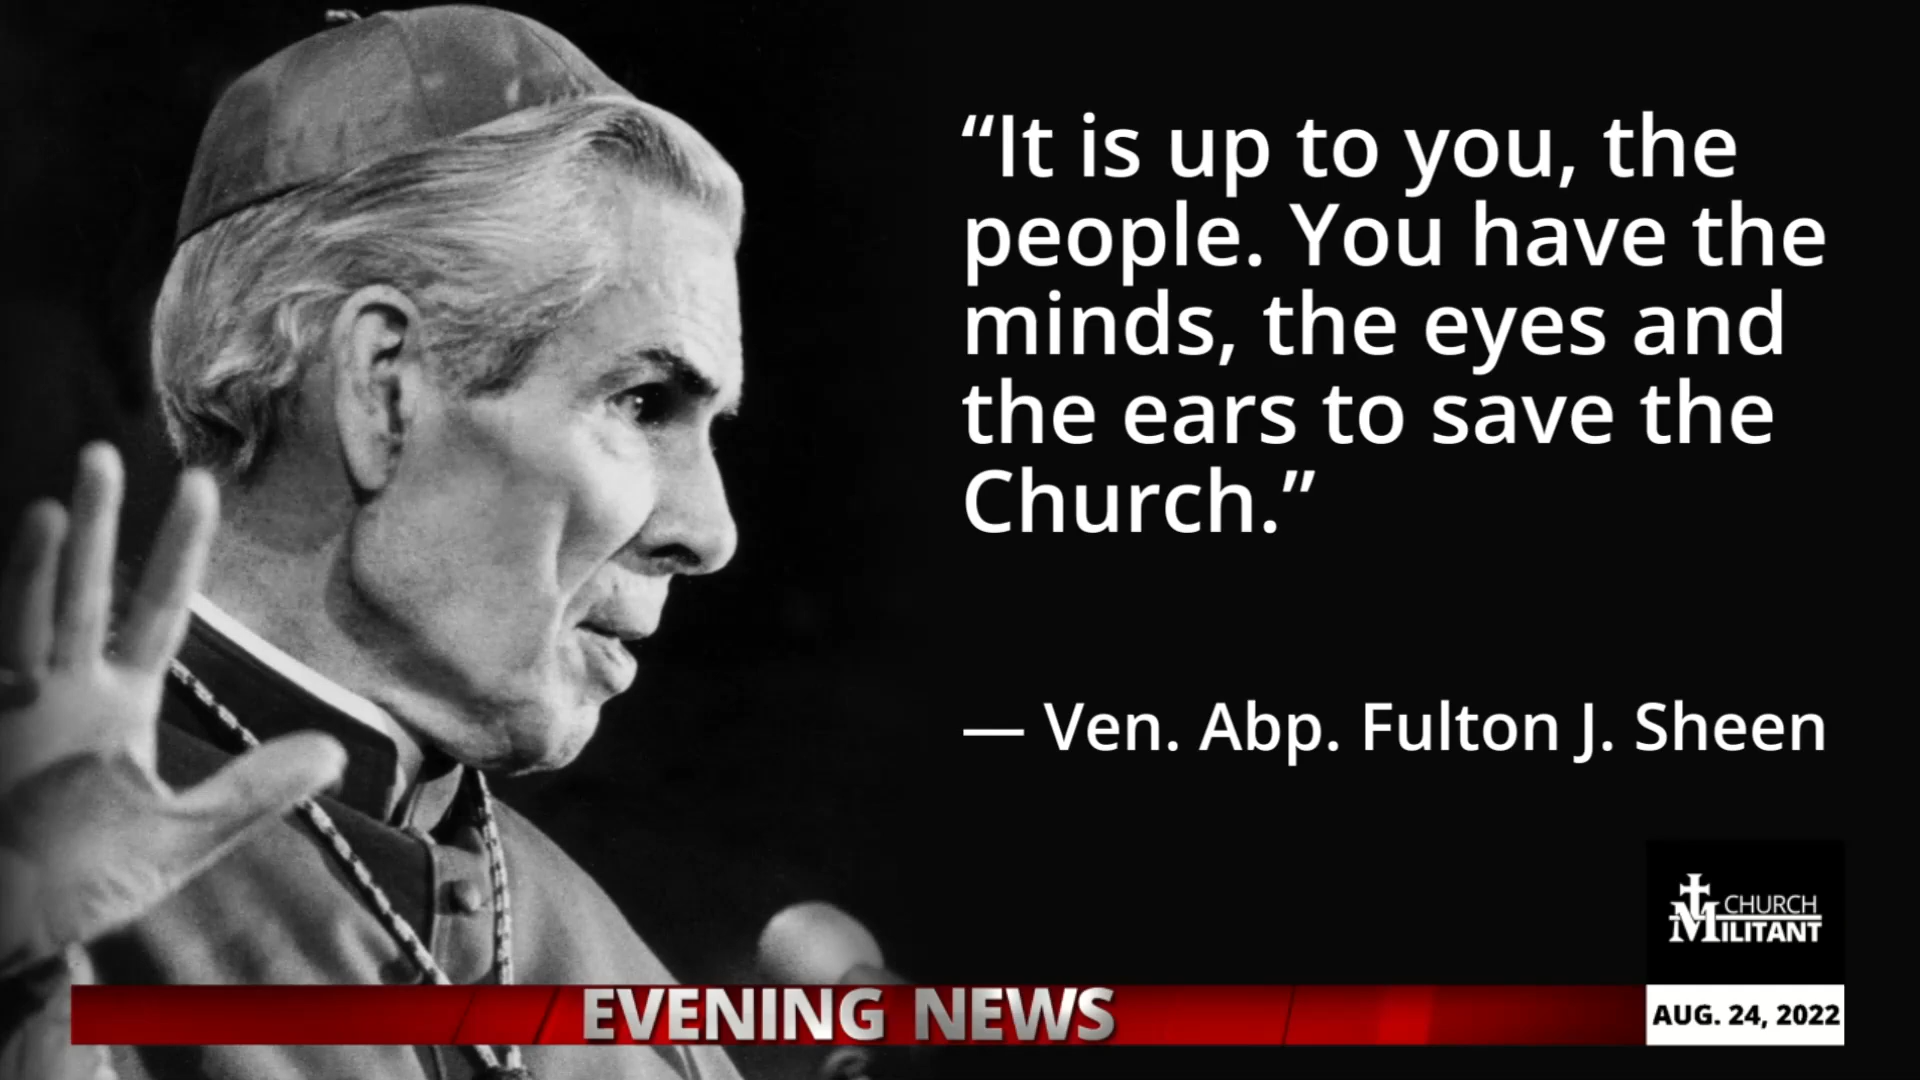 “It is up to you, the
people. You have the
minds, the eyes and
the ears to save the
Church.”
— Ven. Abp. Fulton J. Sheen
CHURCH
MILITANT
EVENING NEWS
AUG. 24, 2022